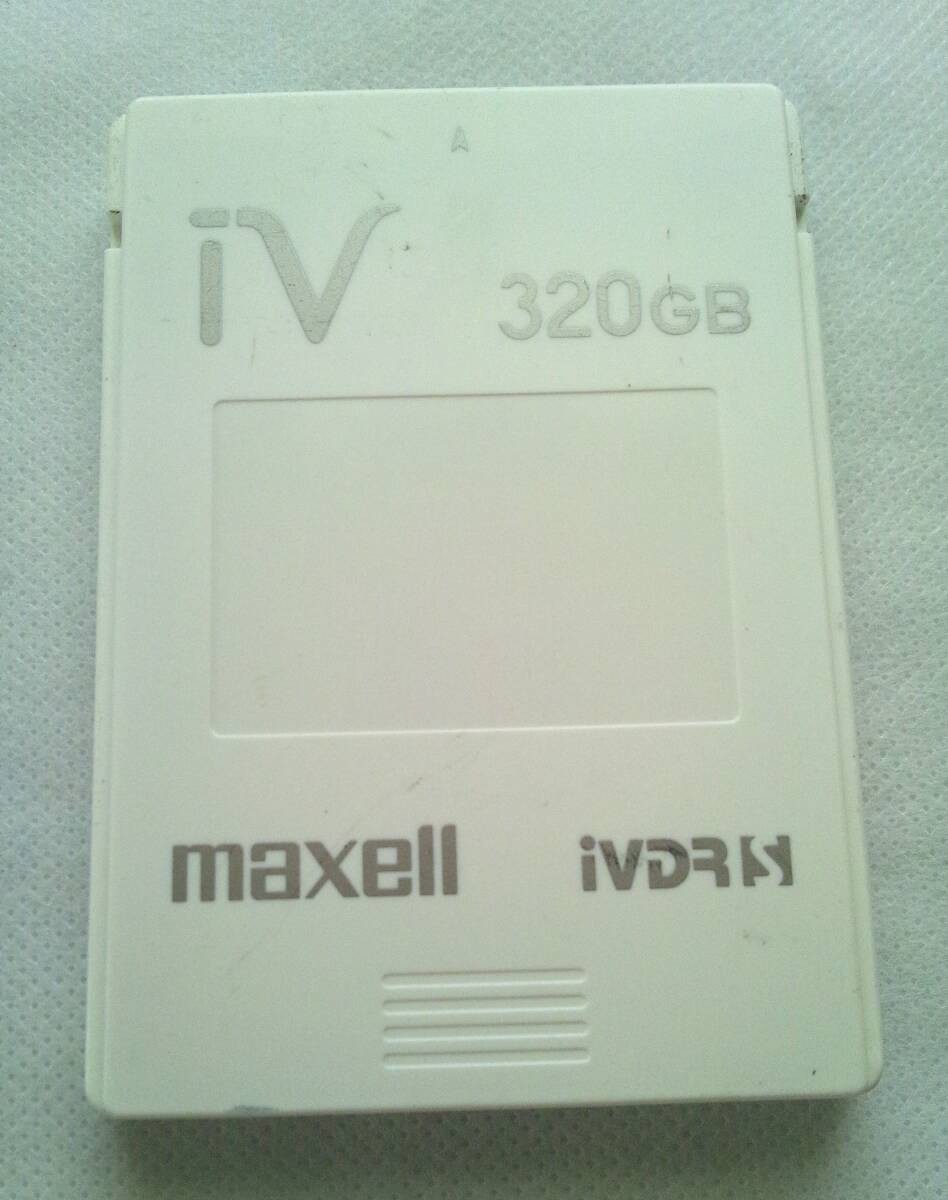 iV
320GB
maxell
iVDR S